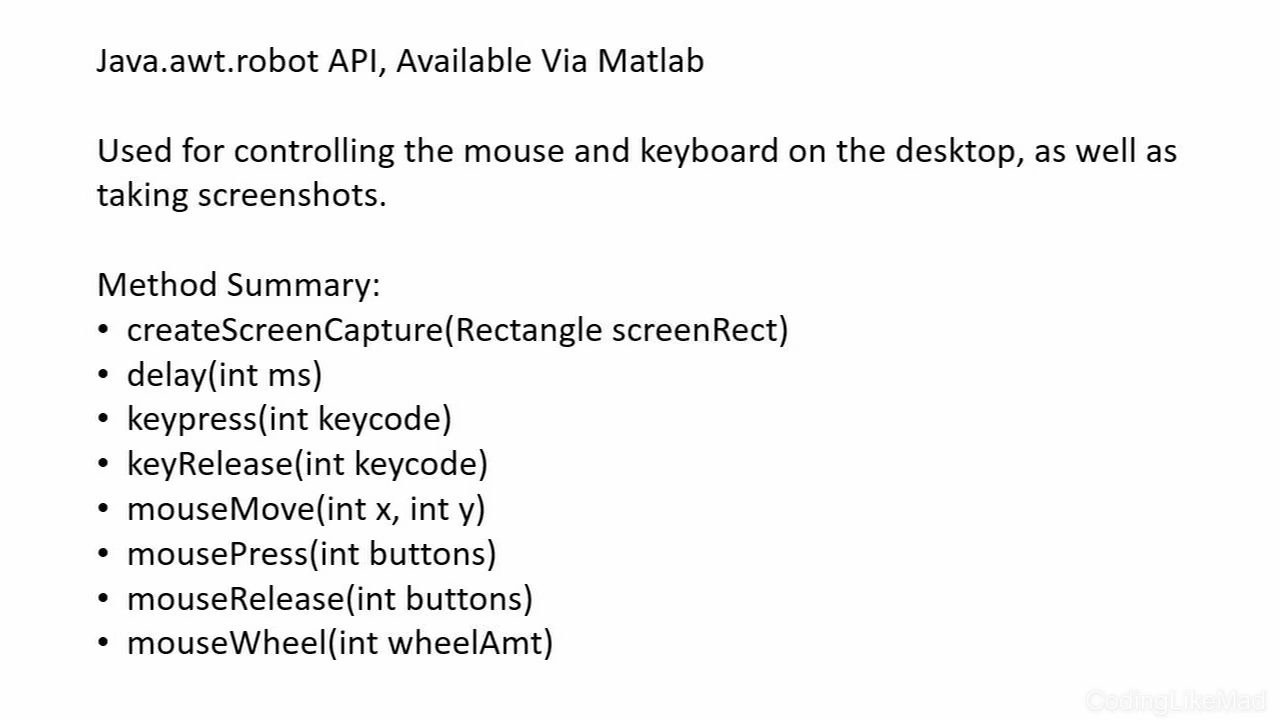 Java.awt.robot API, Available Via Matlab
Used for controlling the mouse and keyboard on the desktop, as well as
taking screenshots.
Method Summary:
• createScreenCapture(Rectangle screenRect)
• delay(int ms)
• keypress(int keycode)
• keyRelease(int keycode)
• mouseMove(int x, int y)
• mousePress(int buttons)
• mouseRelease(int buttons)
• mouseWheel(int wheelAmt)
CodingLikeMad